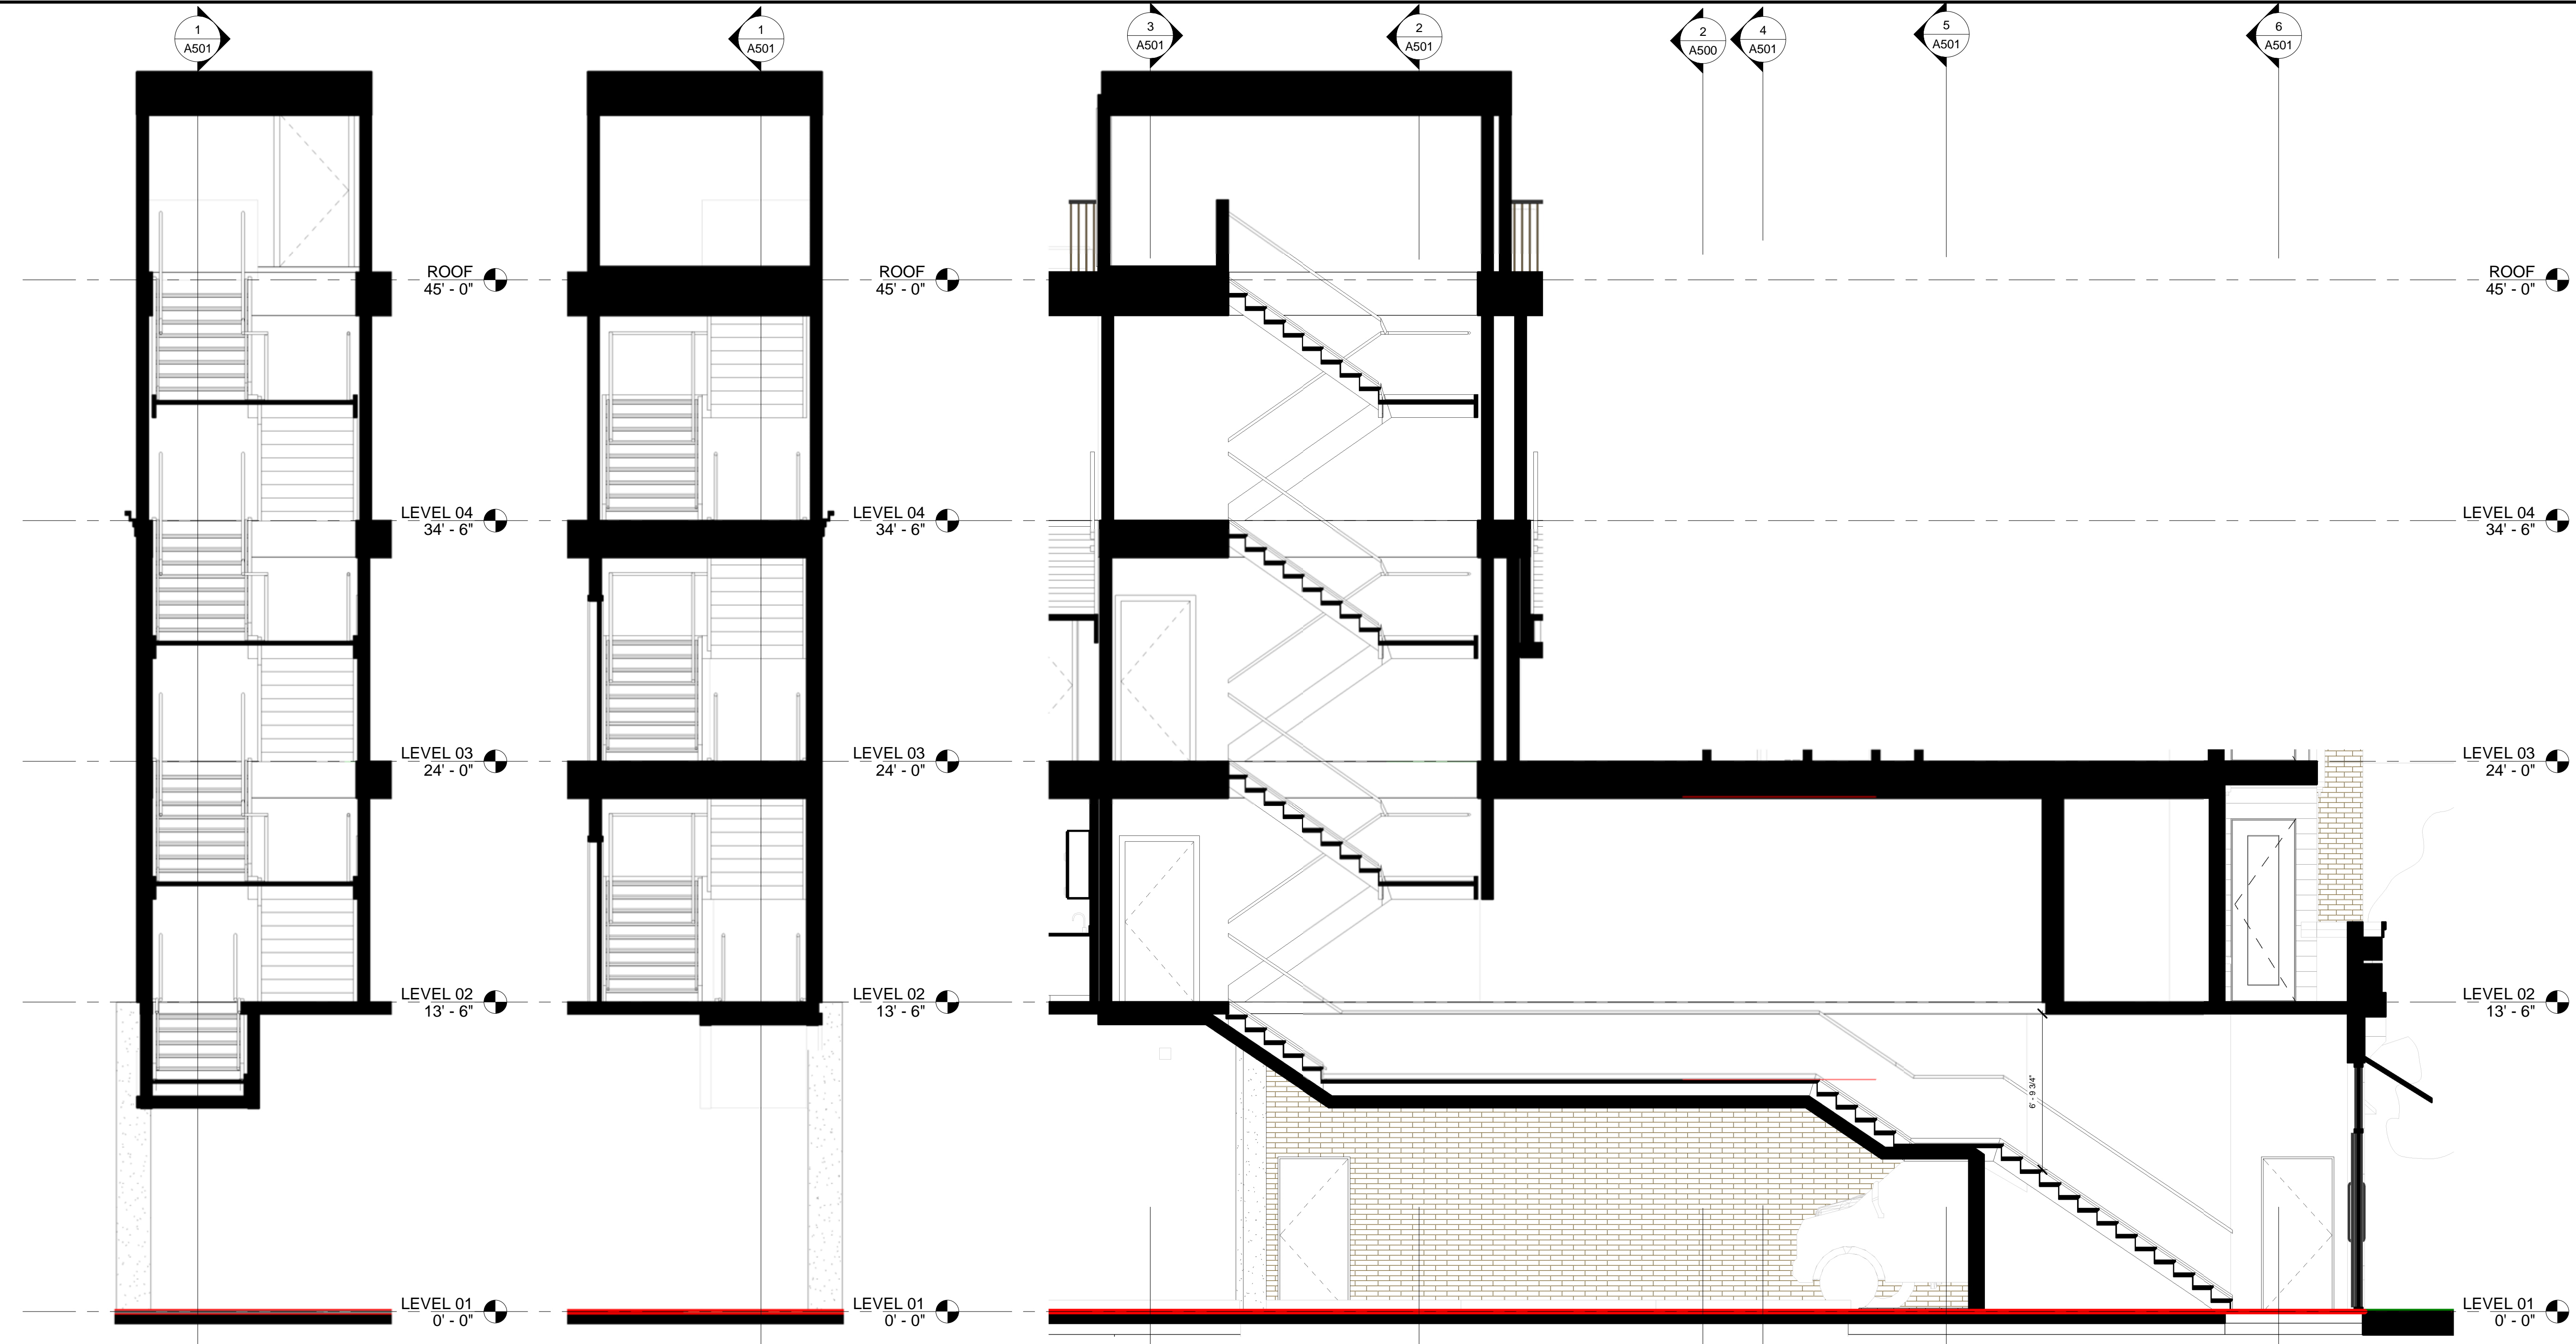 1
A501
1
A501
3
A501
2
A501
2
A500
4
A501
5
A501
6
A501
ROOF
45' - 0"
ROOF
45' - 0"
ROOF
45' - 0"
LEVEL 04
34' - 6"
LEVEL 04
34' - 6"
LEVEL 04
34' - 6"
LEVEL 03
24' - 0"
LEVEL 03
24' - 0"
LEVEL 03
24' - 0"
LEVEL 02
13' - 6"
LEVEL 02
13' - 6"
LEVEL 02
13' - 6"
6' - 9 3/4"
LEVEL 01
0' - 0"
LEVEL 01
0' - 0"
LEVEL 01
0' - 0"